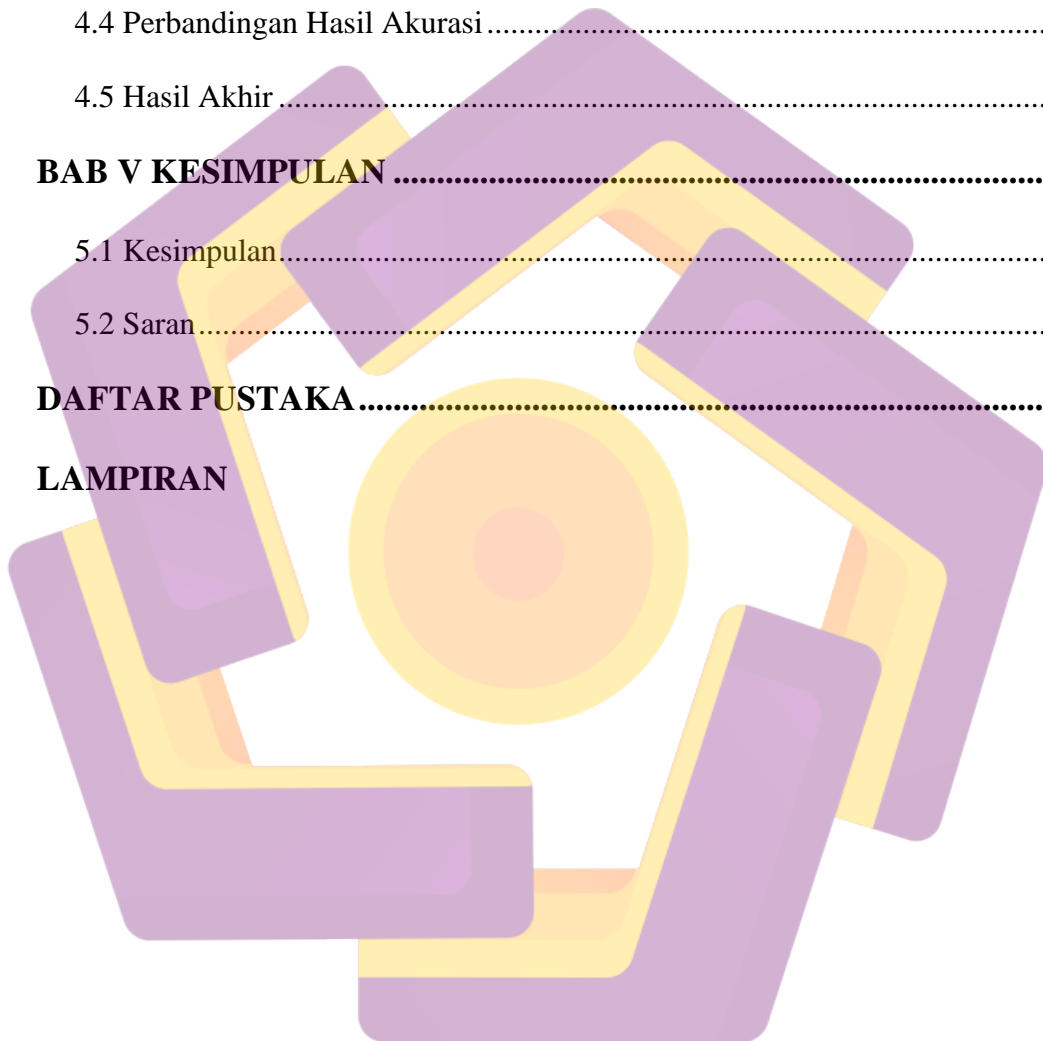 4.4 Perbandingan Hasil Akurasi ........................................................................
4.5 Hasil Akhir ....................................................................................................
BAB V KESIMPULAN ....................................................................................
5.1 Kesimpulan....................................................................................................
5.2 Saran..............................................................................................................
DAFTAR PUSTAKA.........................................................................................
LAMPIRAN